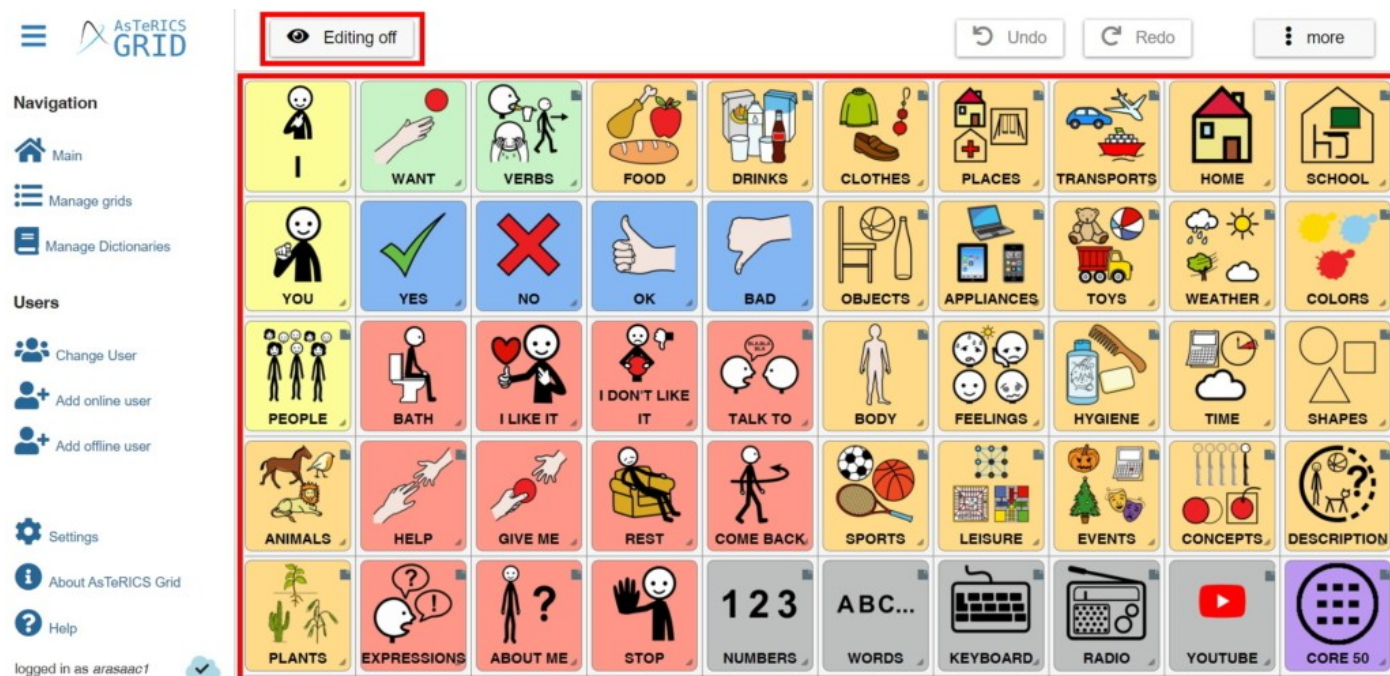 AsTeRICS
GRID
Editing off
Undo
Redo
more
Navigation
Main
Manage grids
Manage Dictionaries
Users
Change User
Add online user
Add offline user
Settings
About AsTeRICS Grid
Help
logged in as arasaac1
I
WANT
VERBS
FOOD
DRINKS
CLOTHES
PLACES
TRANSPORTS
HOME
SCHOOL
YOU
YES
NO
OK
BAD
OBJECTS
APPLIANCES
TOYS
WEATHER
COLORS
PEOPLE
BATH
I LIKE IT
I DON'T LIKE
IT
BLA,BLA
BLA
TALK TO
BODY
FEELINGS
HYGIENE
TIME
SHAPES
ANIMALS
HELP
GIVE ME
REST
COME BACK
SPORTS
LEISURE
EVENTS
CONCEPTS
?
DESCRIPTION
PLANTS
? !
EXPRESSIONS
?
ABOUT ME
STOP
1 2 3
NUMBERS
ABC...
WORDS
KEYBOARD
RADIO
YOUTUBE
CORE 50